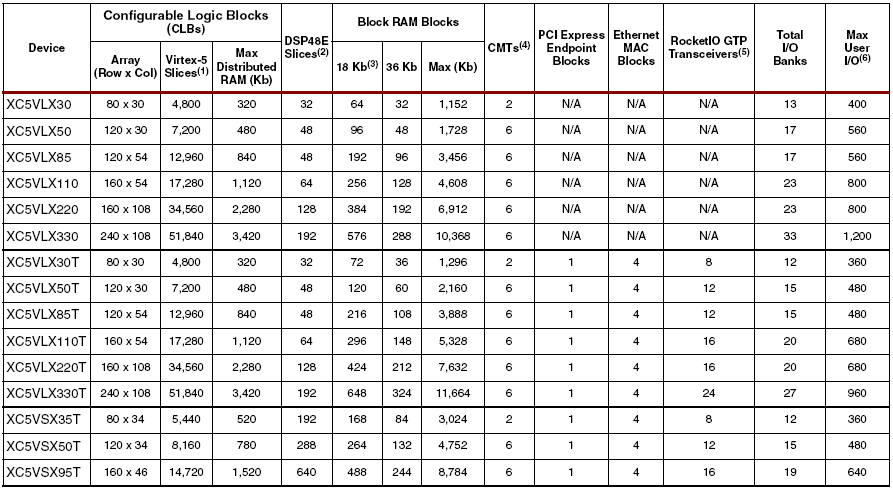 Device Configurable Logic Blocks (CLBs) DSP48E Slices(2) Block RAM Blocks CMTs(4) PCI Express Endpoint Blocks Ethernet MAC Blocks RocketIO GTP Transceivers(5) Total I/O Banks Max User I/O(6)
Array (Row x Col) Virtex-5 Slices(1) Max Distributed RAM (Kb) 18 Kb(3) 36 Kb Max (Kb)
XC5VLX30 80 x 30 4,800 320 32 64 32 1,152 2 N/A N/A N/A 13 400
XC5VLX50 120 x 30 7,200 480 48 96 48 1,728 6 N/A N/A N/A 17 560
XC5VLX85 120 x 54 12,960 840 48 192 96 3,456 6 N/A N/A N/A 17 560
XC5VLX110 160 x 54 17,280 1,120 64 256 128 4,608 6 N/A N/A N/A 23 800
XC5VLX220 160 x 108 34,560 2,280 128 384 192 6,912 6 N/A N/A N/A 23 800
XC5VLX330 240 x 108 51,840 3,420 192 576 288 10,368 6 N/A N/A N/A 33 1,200
XC5VLX30T 80 x 30 4,800 320 32 72 36 1,296 2 1 4 8 12 360
XC5VLX50T 120 x 30 7,200 480 48 120 60 2,160 6 1 4 12 15 480
XC5VLX85T 120 x 54 12,960 840 48 216 108 3,888 6 1 4 12 15 480
XC5VLX110T 160 x 54 17,280 1,120 64 296 148 5,328 6 1 4 16 20 680
XC5VLX220T 160 x 108 34,560 2,280 128 424 212 7,632 6 1 4 16 20 680
XC5VLX330T 240 x 108 51,840 3,420 192 648 324 11,664 6 1 4 24 27 960
XC5VSX35T 80 x 34 5,440 520 192 168 84 3,024 2 1 4 8 12 360
XC5VSX50T 120 x 34 8,160 780 288 264 132 4,752 6 1 4 12 15 480
XC5VSX95T 160 x 46 14,720 1,520 640 488 244 8,784 6 1 4 16 19 640